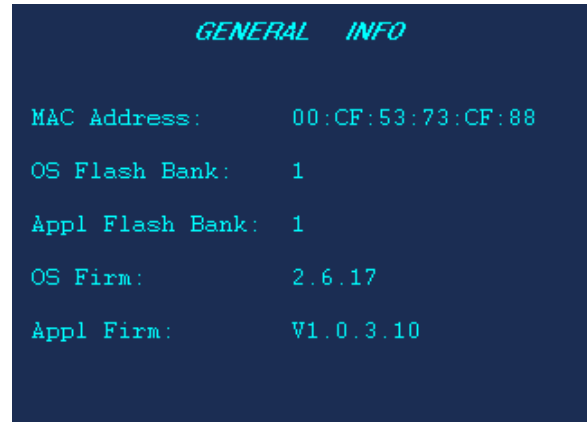 GENERAL INFO
MAC Address: 00:CF:53:73:CF:88
OS Flash Bank: 1
Appl Flash Bank: 1
OS Firm: 2.6.17
Appl Firm: V1.0.3.10